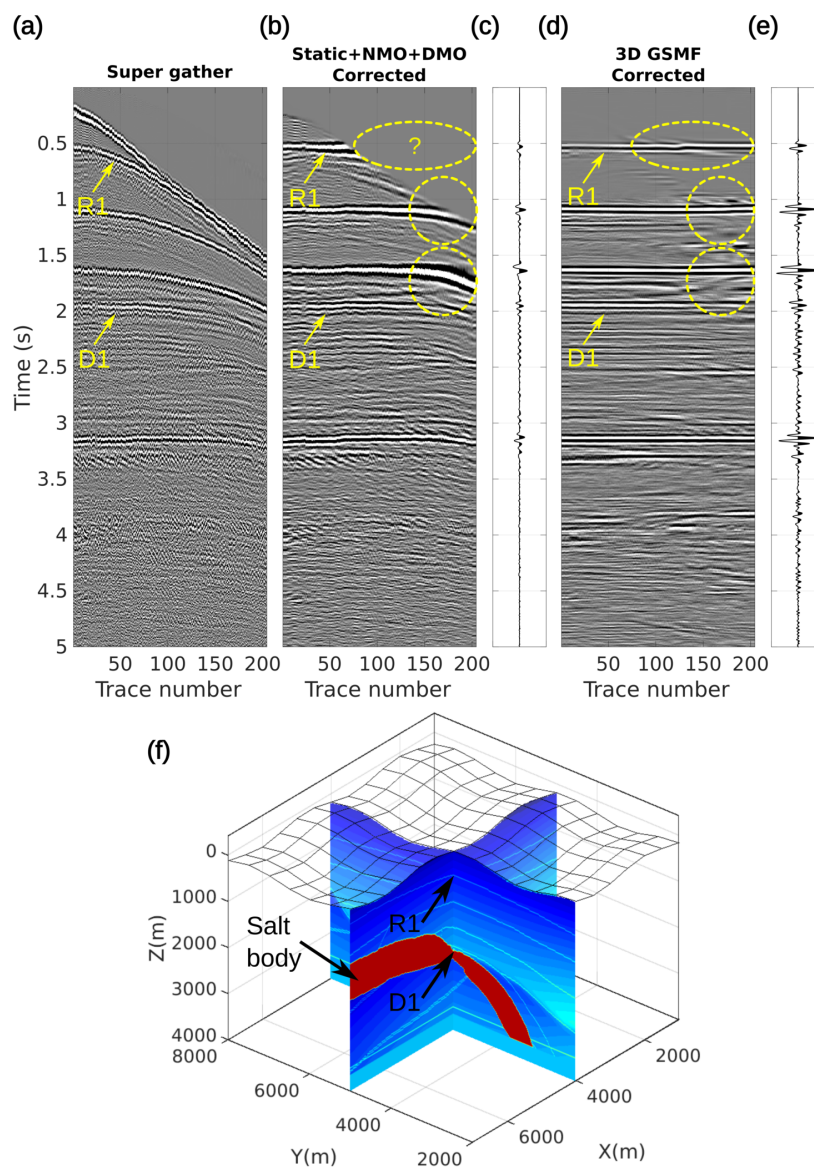 (a)
(b)
(c)
(d)
(e)
Super gather
Static+NMO+DMO
Corrected
3D GSMF
Corrected
0.5
1
1.5
2
2.5
3
3.5
4
4.5
5
Time (s)
R1
D1
?
R1
D1
R1
D1
50 100 150 200
50 100 150 200
50 100 150 200
Trace number
Trace number
Trace number
(f)
0
1000
2000
3000
4000
Z(m)
Salt
body
R1
D1
8000
6000
4000
2000
Y(m)
2000
4000
6000
X(m)